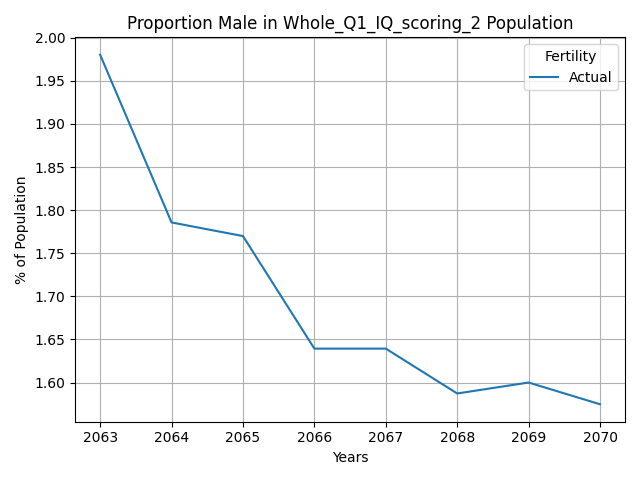 Proportion Male in Whole_Q1_IQ_scoring_2 Population
Fertility
Actual
% of Population
2.00
1.95
1.90
1.85
1.80
1.75
1.70
1.65
1.60
2063 2064 2065 2066 2067 2068 2069 2070
Years